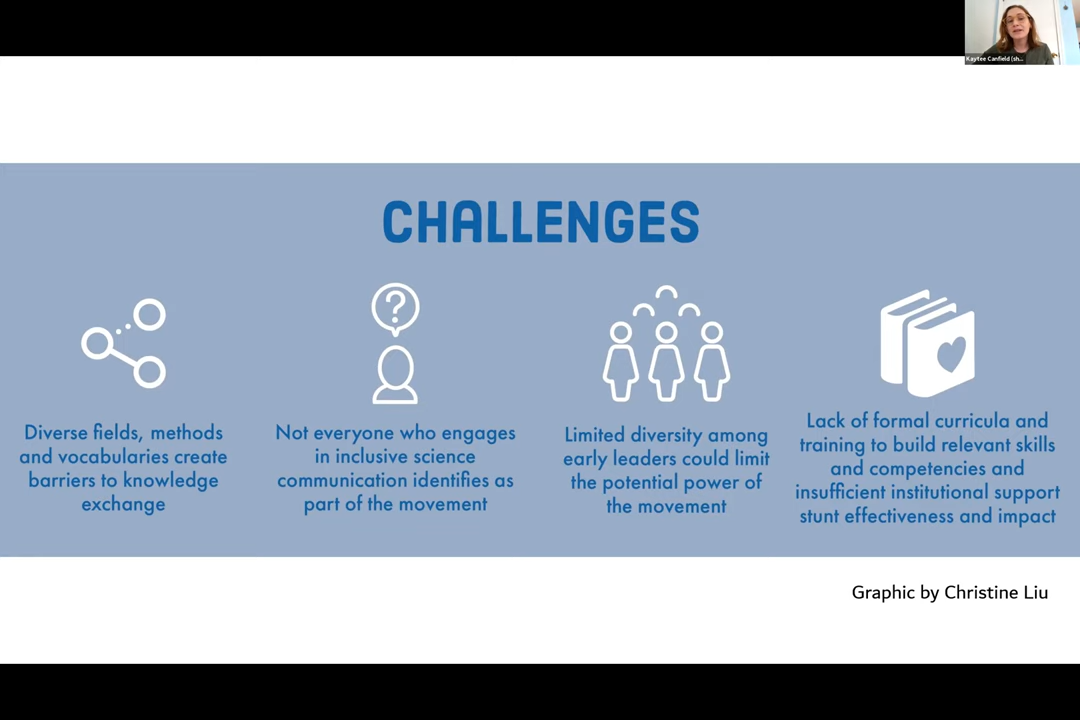 Kaytee Canfield (sh...
CHALLENGES
?
Diverse fields, methods
and vocabularies create
barriers to knowledge
exchange
Not everyone who engages
in inclusive science
communication identifies as
part of the movement
Limited diversity among
early leaders could limit
the potential power of
the movement
Lack of formal curricula and
training to build relevant skills
and competencies and
insufficient institutional support
stunt effectiveness and impact
Graphic by Christine Liu